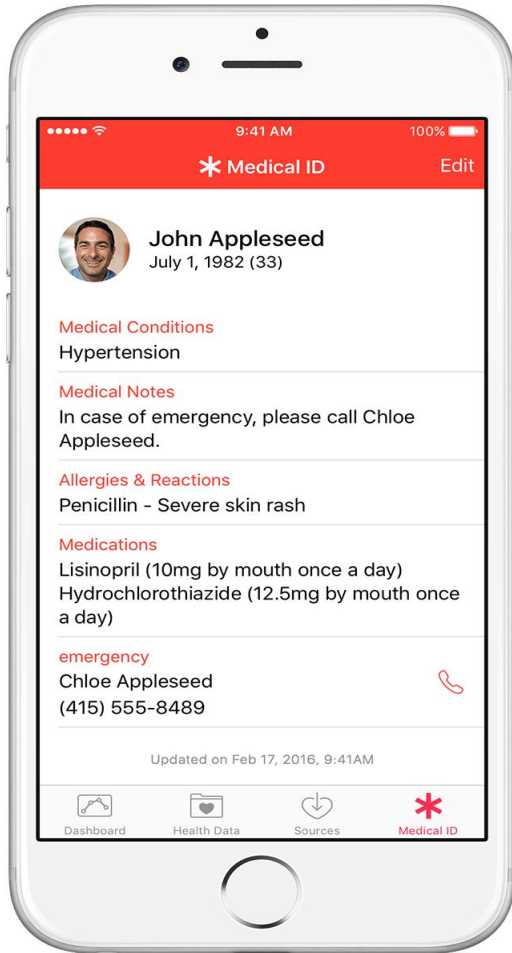 9:41 AM
100%
Medical ID
Edit
John Appleseed
July 1, 1982 (33)
Medical Conditions
Hypertension
Medical Notes
In case of emergency, please call Chloe
Appleseed.
Allergies & Reactions
Penicillin - Severe skin rash
Medications
Lisinopril (10mg by mouth once a day)
Hydrochlorothiazide (12.5mg by mouth once
a day)
emergency
Chloe Appleseed
(415) 555-8489
Updated on Feb 17, 2016, 9:41AM
Dashboard
Health Data
Sources
Medical ID